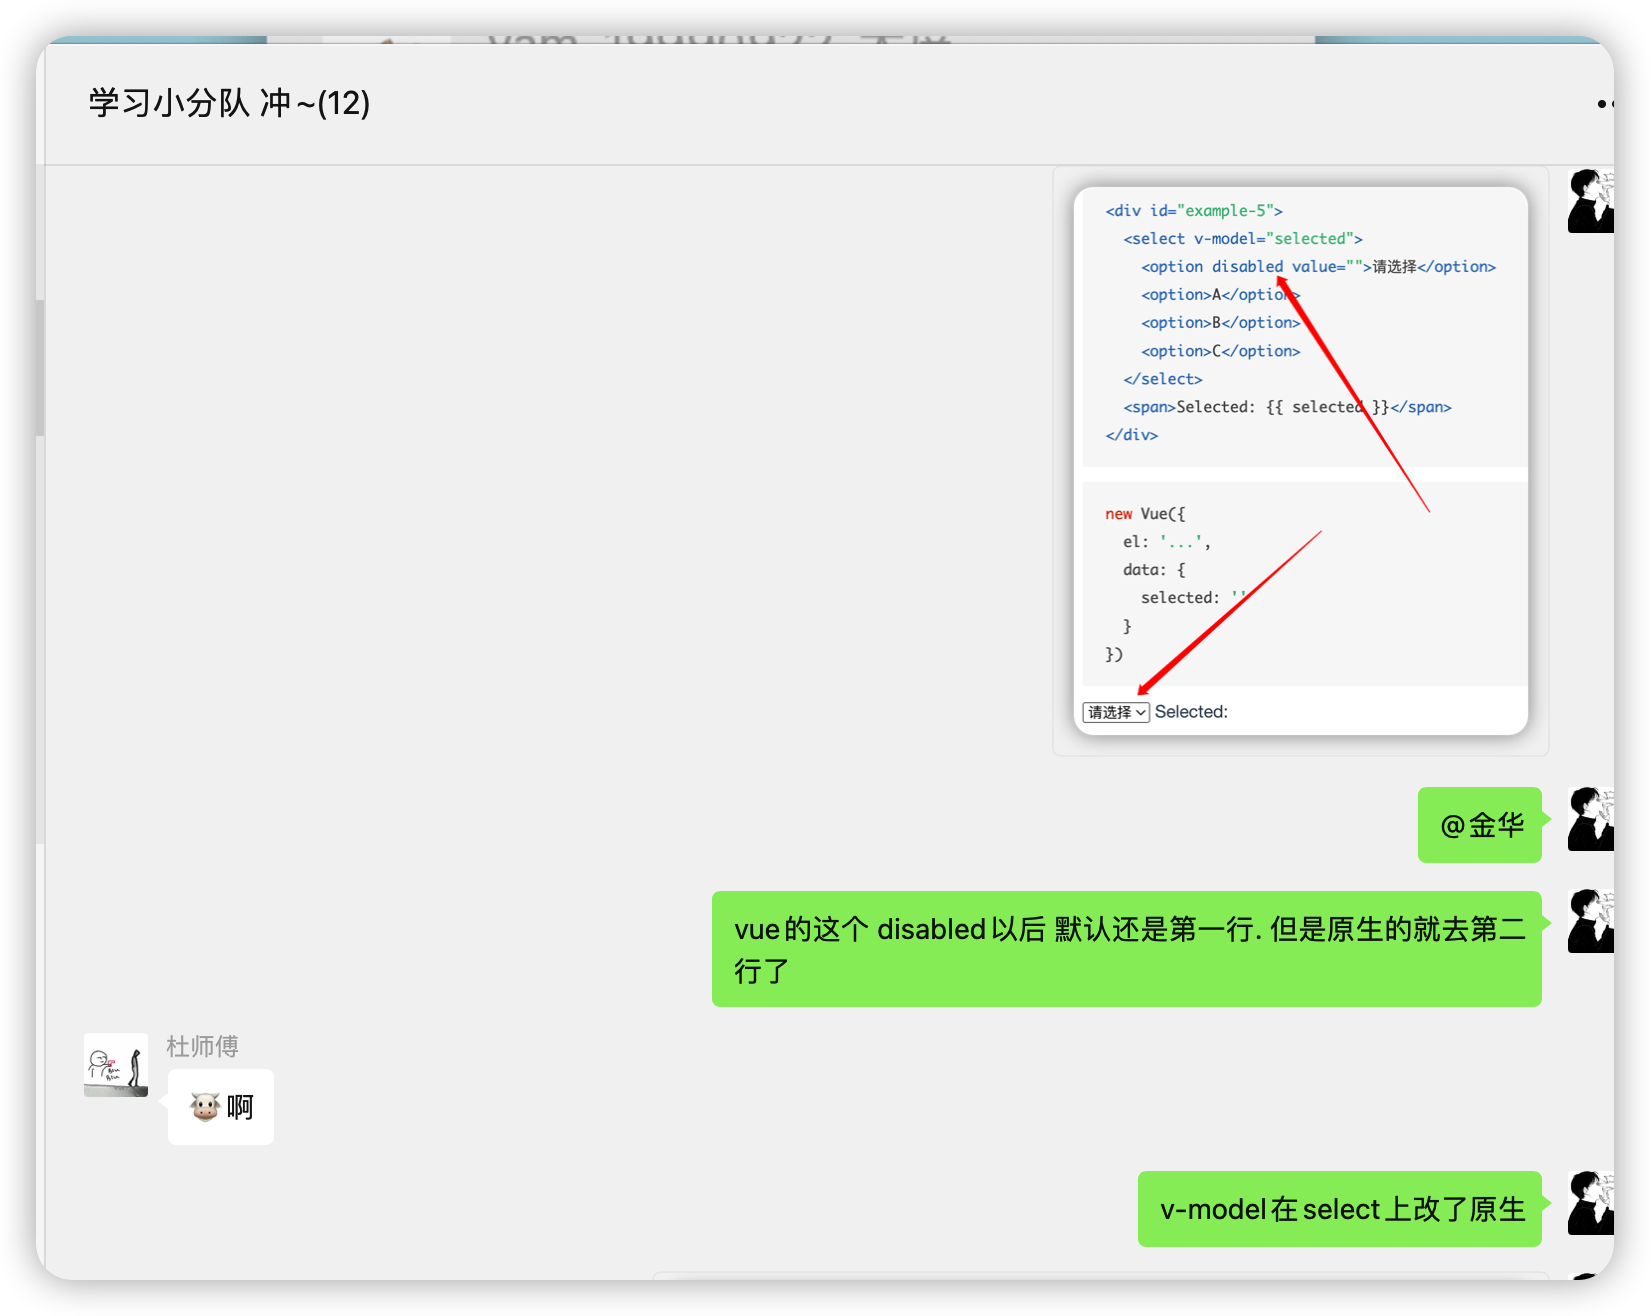 学习小分队 冲~(12)
<div id="example-5">
<select v-model="selected">
<option disabled value="">请选择</option>
<option>A</option>
<option>B</option>
<option>C</option>
</select>
<span>Selected: {{ selected }}</span>
</div>
new Vue({
el: '...',
data: {
selected: ''
}
})
请选择 Selected:
@金华
vue的这个 disabled以后 默认还是第一行. 但是原生的就去第二
行了
杜师傅
🐮啊
v-model在select上改了原生